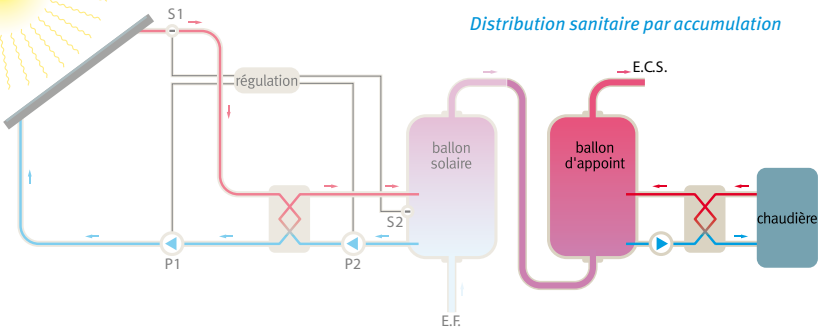 S1
Distribution sanitaire par accumulation
E.C.S.
régulation
ballon
solaire
ballon
d'appoint
S2
chaudière
P1
P2
E.F.